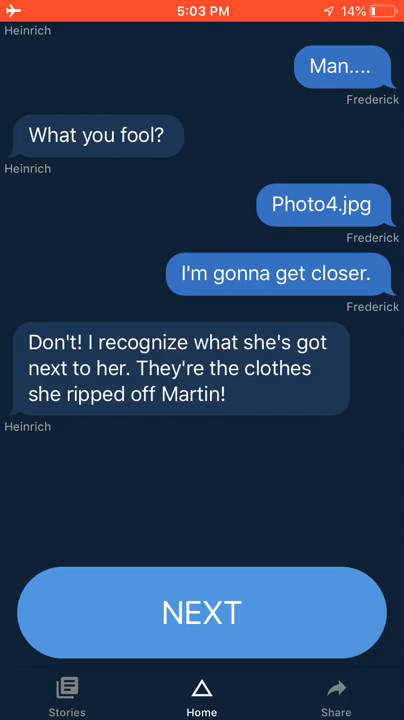 5:03 PM
14%
Heinrich
Man....
Frederick
What you fool?
Heinrich
Photo4.jpg
Frederick
I'm gonna get closer.
Frederick
Don't! I recognize what she's got
next to her. They're the clothes
she ripped off Martin!
Heinrich
NEXT
Stories
Home
Share